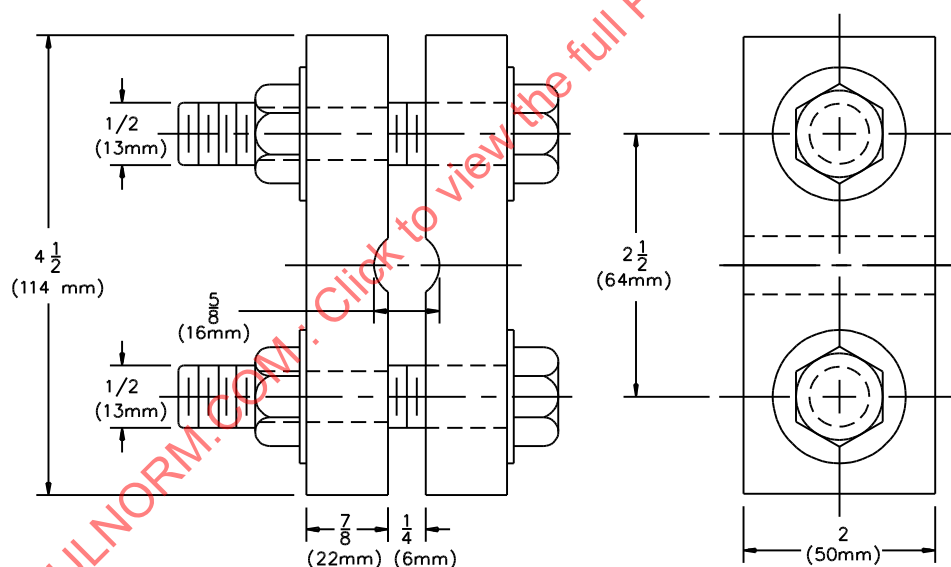 1/2
(13mm)
4 1/2
(114 mm)
5/8
(16mm)
1/2
(13mm)
7/8
(22mm)
1/4
(6mm)
2 1/2
(64mm)
2
(50mm)
ULNORM.COM : Click to view the full